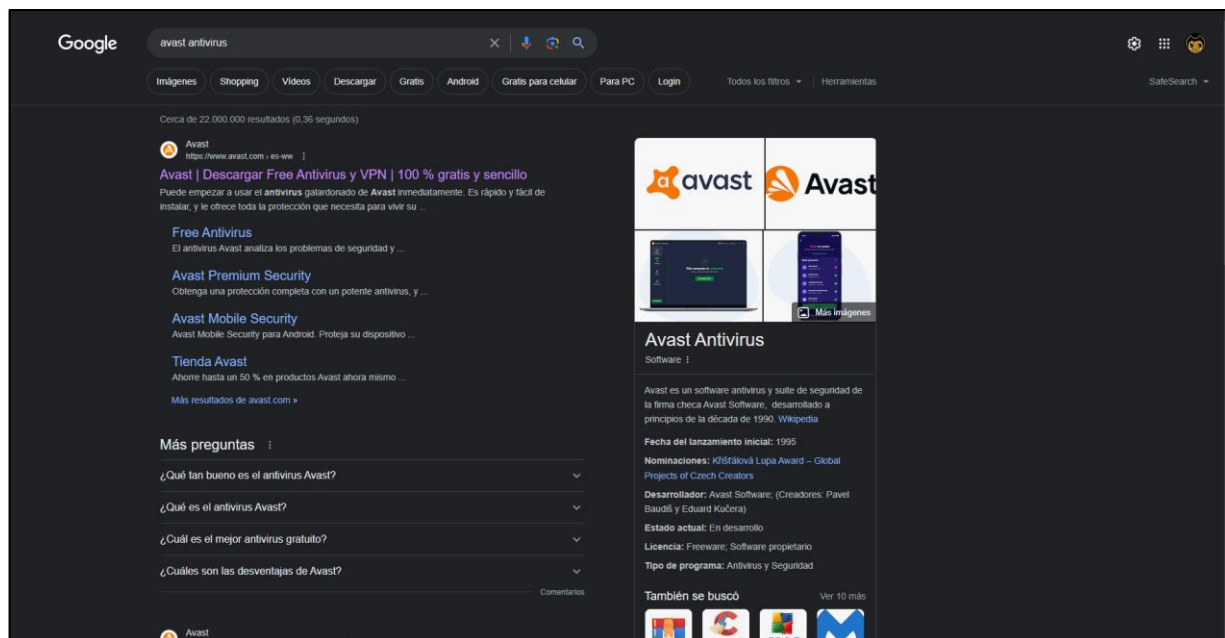 Google
avast antivirus
Imágenes
Shopping
Vídeos
Descargar
Gratis
Android
Gratis para celular
Para PC
Login
Todos los filtros
Herramientas
SafeSearch
Cerca de 22.000.000 resultados (0,36 segundos)
Avast
https://www.avast.com › es-ww
Avast | Descargar Free Antivirus y VPN | 100 % gratis y sencillo
Puede empezar a usar el antivirus galardonado de Avast inmediatamente. Es rápido y fácil de
instalar, y le ofrece toda la protección que necesita para vivir su ...
Free Antivirus
El antivirus Avast analiza los problemas de seguridad y ...
Avast Premium Security
Obtenga una protección completa con un potente antivirus, y ...
Avast Mobile Security
Avast Mobile Security para Android. Proteja su dispositivo ...
Tienda Avast
Ahorre hasta un 50 % en productos Avast ahora mismo ...
Más resultados de avast.com »
Más preguntas
¿Qué tan bueno es el antivirus Avast?
¿Qué es el antivirus Avast?
¿Cuál es el mejor antivirus gratuito?
¿Cuáles son las desventajas de Avast?
Comentarios
Avast
avast
Avast
Más imágenes
Avast Antivirus
Software
Avast es un software antivirus y suite de seguridad de
la firma checa Avast Software, desarrollado a
principios de la década de 1990. Wikipedia
Fecha del lanzamiento inicial: 1995
Nominaciones: Křišťálová Lupa Award – Global
Projects of Czech Creators
Desarrollador: Avast Software; (Creadores: Pavel
Baudiš y Eduard Kučera)
Estado actual: En desarrollo
Licencia: Freeware; Software propietario
Tipo de programa: Antivirus y Seguridad
También se buscó
Ver 10 más